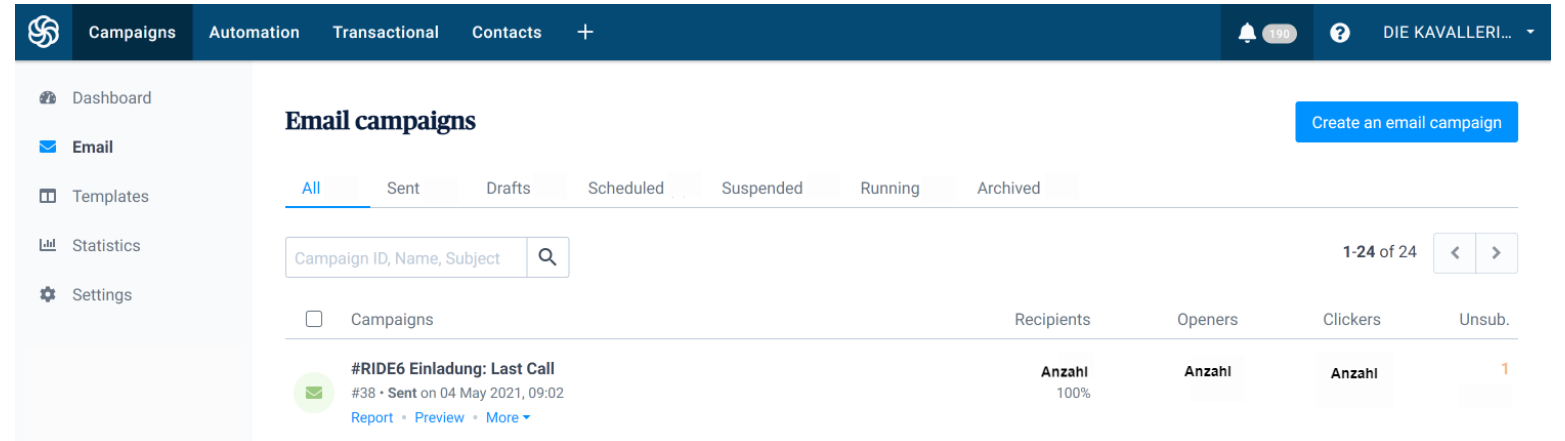 Campaigns Automation Transactional Contacts + 190 ? DIE KAVALLERI...
Dashboard
Email
Templates
Statistics
Settings
Email campaigns
Create an email campaign
All Sent Drafts Scheduled Suspended Running Archived
Campaign ID, Name, Subject
1-24 of 24
Campaigns Recipients Openers Clickers Unsub.
#RIDE6 Einladung: Last Call Anzahl Anzahl Anzahl 1
#38 • Sent on 04 May 2021, 09:02 100%
Report • Preview • More